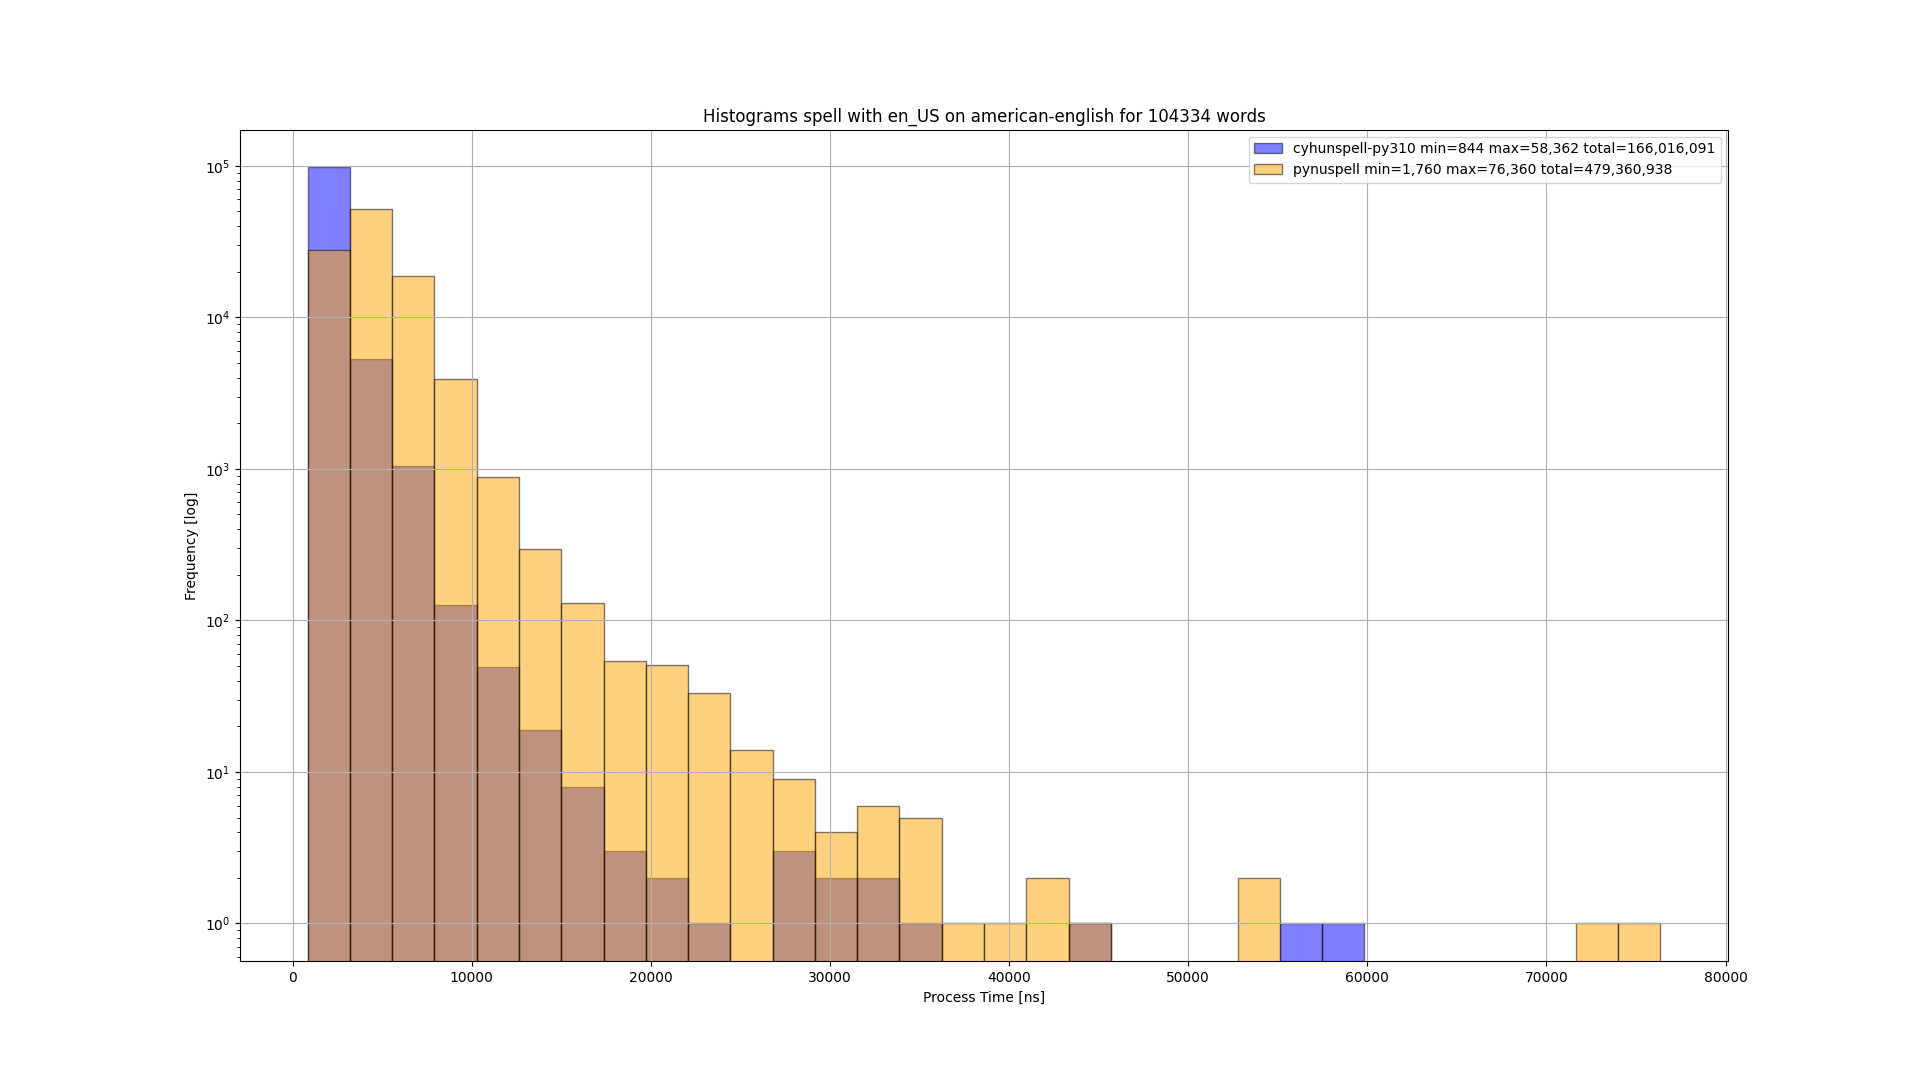 Histograms spell with en_US on american-english for 104334 words
cyhunspell-py310 min=844 max=58,362 total=166,016,091
pynuspell min=1,760 max=76,360 total=479,360,938
Frequency [log]
10⁵
10⁴
10³
10²
10¹
10⁰
0 10000 20000 30000 40000 50000 60000 70000 80000
Process Time [ns]